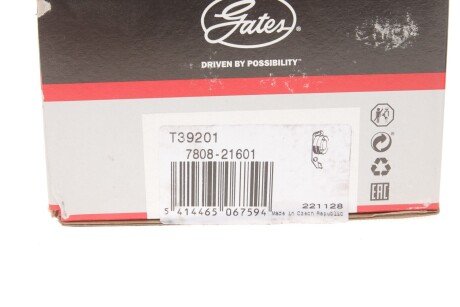 Gates
DRIVEN BY POSSIBILITY™
T39201
7808-21601
5 414465 067594
221128
Made in Czech Republic
EAC